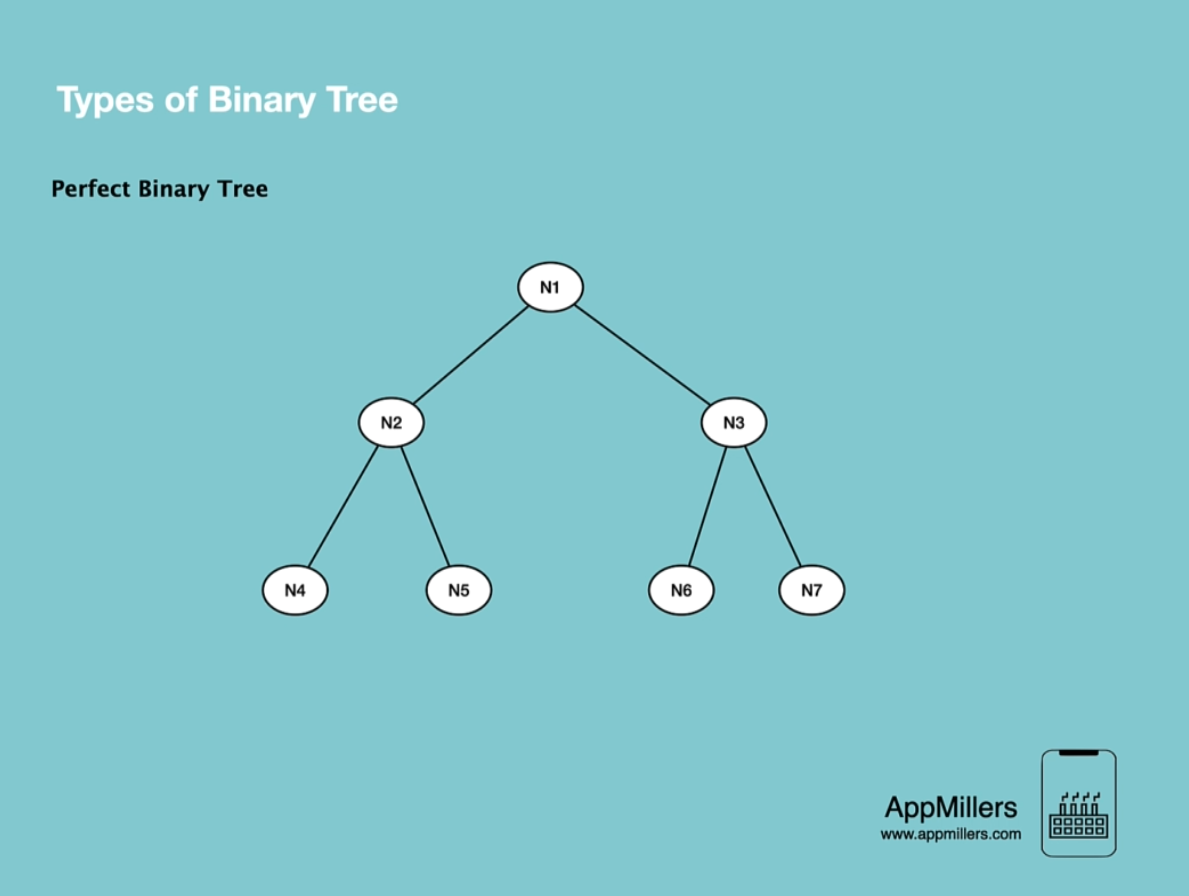 Types of Binary Tree
Perfect Binary Tree
N1
N2 N3
N4 N5 N6 N7
AppMillers
www.appmillers.com